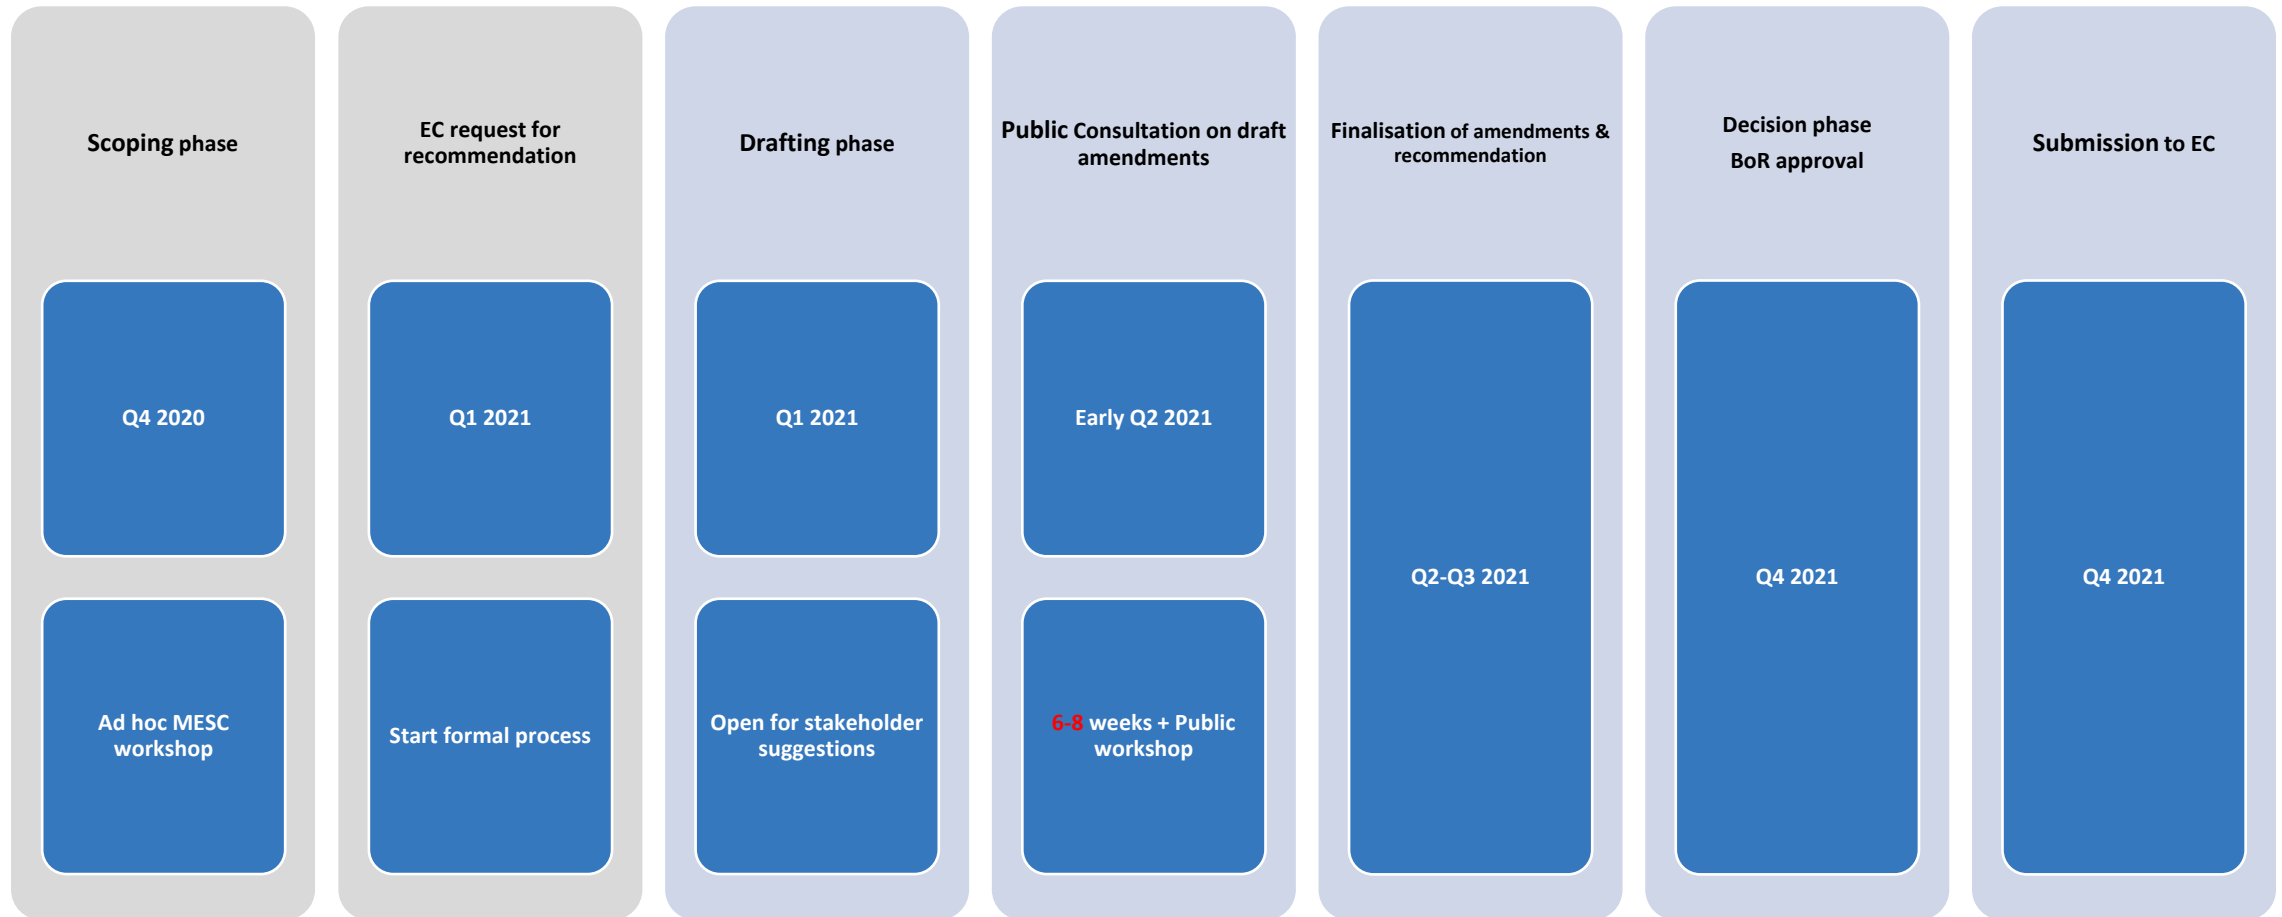 Scoping phase
Q4 2020
Ad hoc MESC
workshop
EC request for
recommendation
Q1 2021
Start formal process
Drafting phase
Q1 2021
Open for stakeholder
suggestions
Public Consultation on draft
amendments
Early Q2 2021
6-8 weeks + Public
workshop
Finalisation of amendments &
recommendation
Q2-Q3 2021
Decision phase
BoR approval
Q4 2021
Submission to EC
Q4 2021